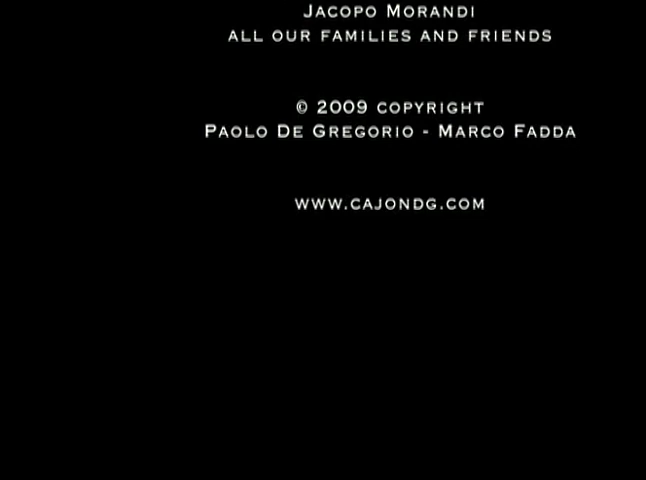 Jacopo Morandi
all our families and friends
© 2009 copyright
Paolo De Gregorio - Marco Fadda
www.cajondg.com